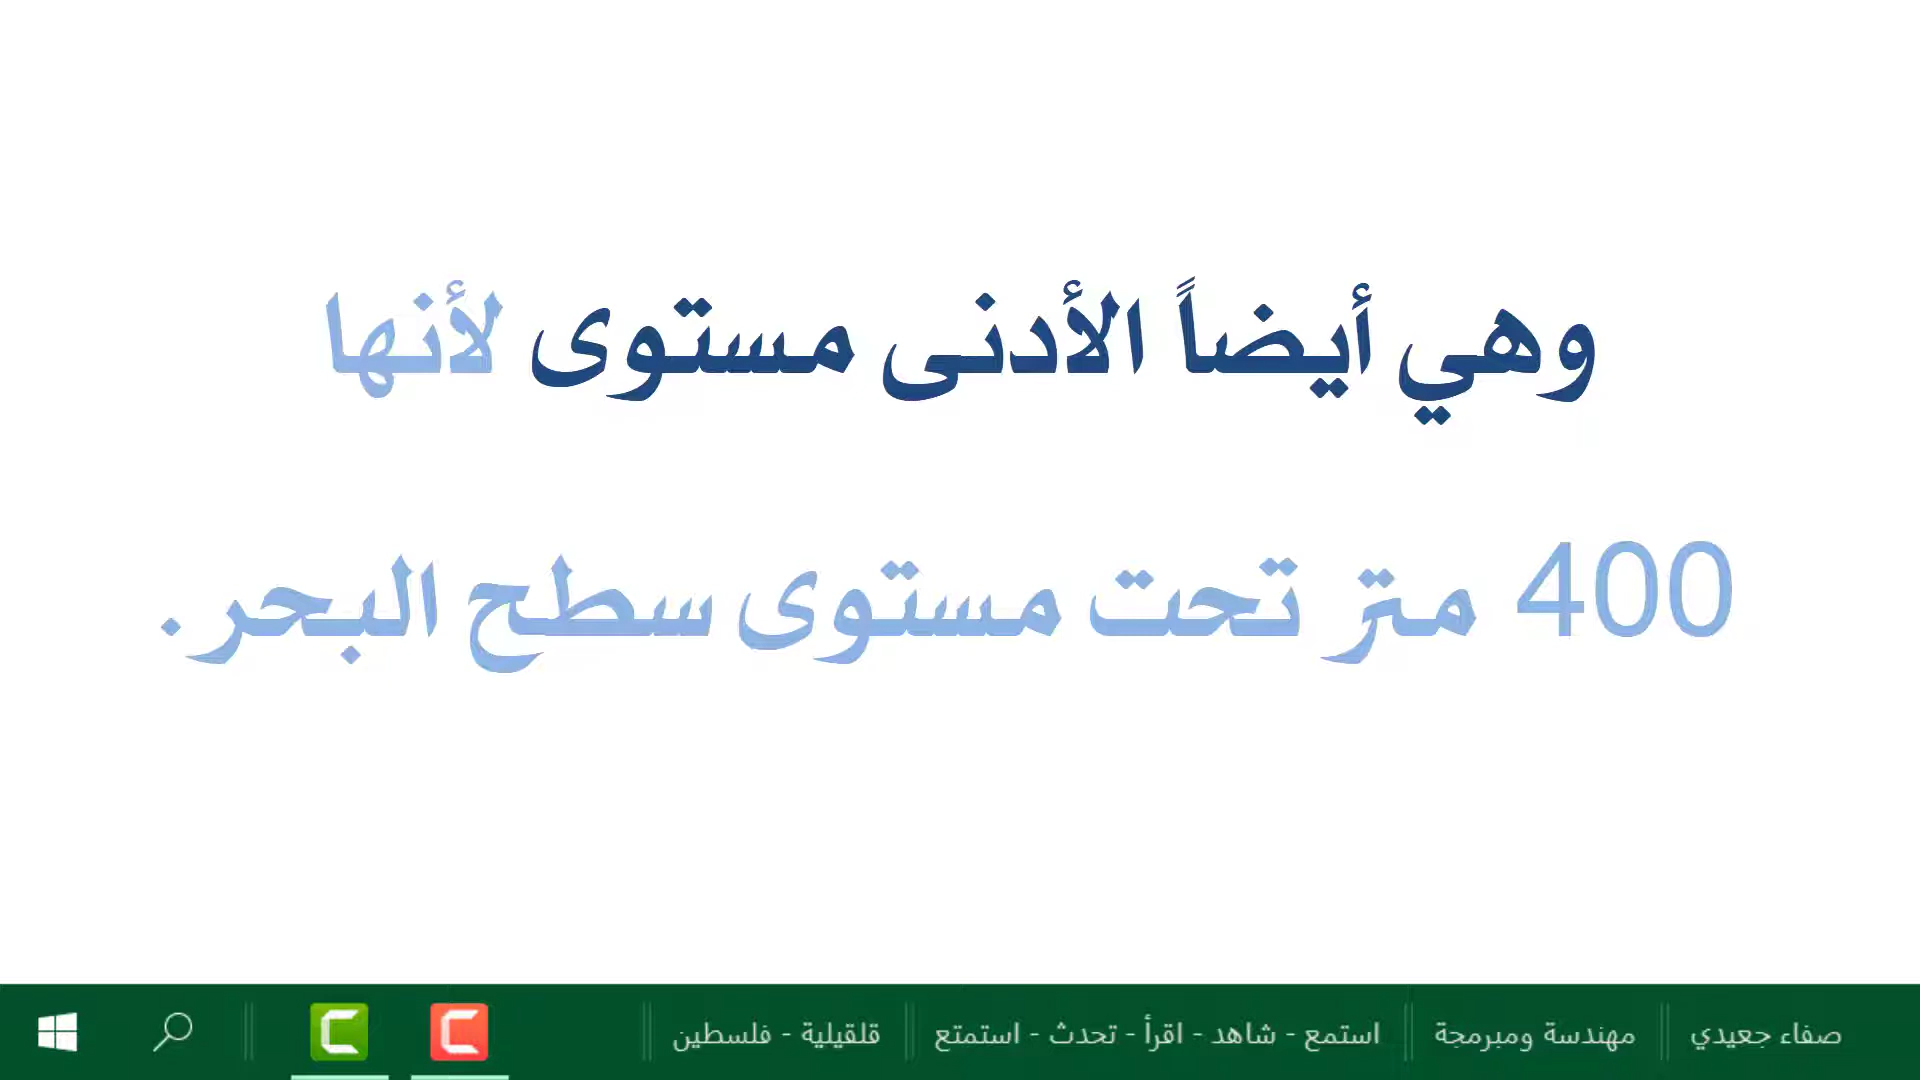 وهي أيضاً الأدنى مستوى لأنها
400 متر تحت مستوى سطح البحر .
صفاء جعيدي
مهندسة ومبرمجة
استمع - شاهد - اقرأ - تحدث - استمتع
قلقيلية - فلسطين